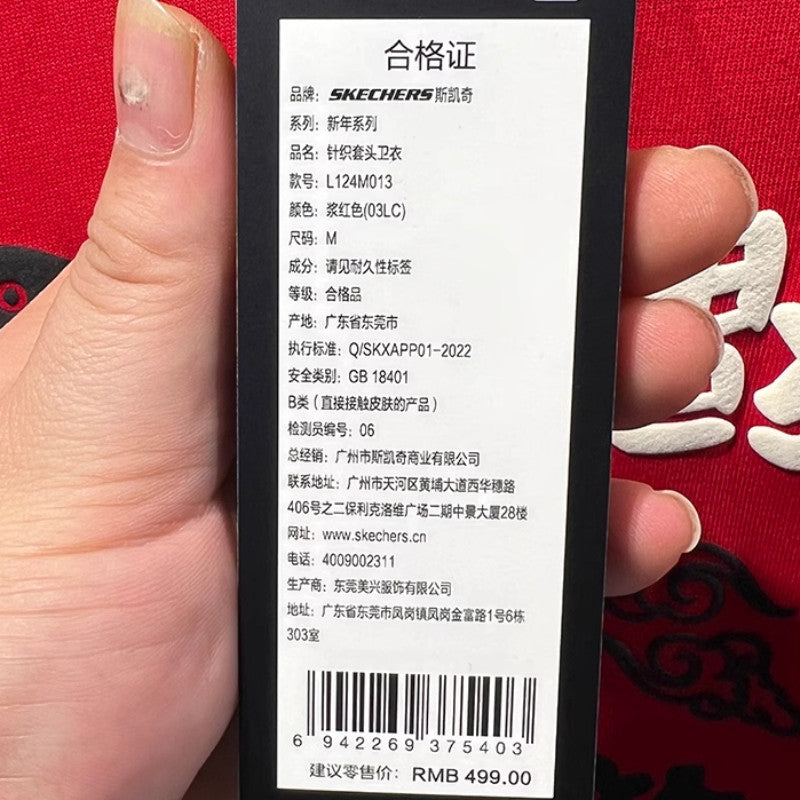 合格证
品牌：SKECHERS斯凯奇
系列：新年系列
品名：针织套头卫衣
款号：L124M013
颜色：浆红色(03LC)
尺码：M
成分：请见耐久性标签
等级：合格品
产地：广东省东莞市
执行标准：Q/SKXAPP01-2022
安全类别：GB 18401
B类（直接接触皮肤的产品）
检测员编号：06
总经销：广州市斯凯奇商业有限公司
联系地址：广州市天河区黄埔大道西华穗路
406号之二保利克洛维广场二期中景大厦28楼
网址：www.skechers.cn
电话：4009002311
生产商：东莞美兴服饰有限公司
地址：广东省东莞市凤岗镇凤岗金富路1号6栋
303室
6 942269 375403
建议零售价：RMB 499.00